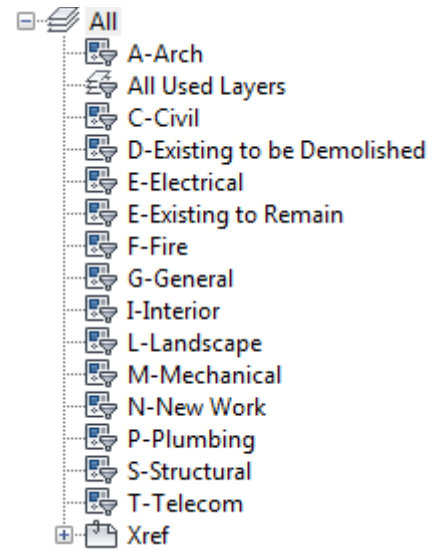 All
A-Arch
All Used Layers
C-Civil
D-Existing to be Demolished
E-Electrical
E-Existing to Remain
F-Fire
G-General
I-Interior
L-Landscape
M-Mechanical
N-New Work
P-Plumbing
S-Structural
T-Telecom
Xref